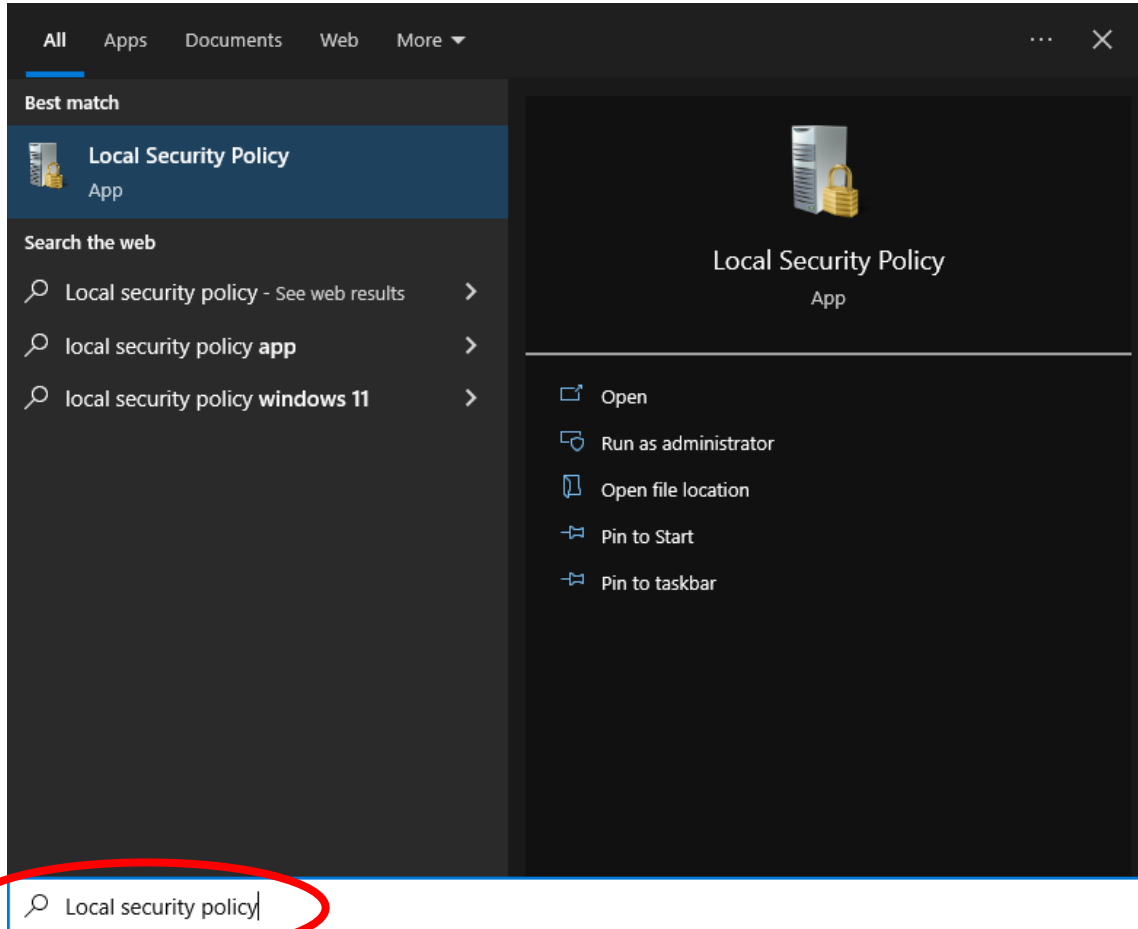 All Apps Documents Web More ···
Best match
Local Security Policy
App
Search the web
Local security policy - See web results
local security policy app
local security policy windows 11
Local Security Policy
App
Open
Run as administrator
Open file location
Pin to Start
Pin to taskbar
Local security policy